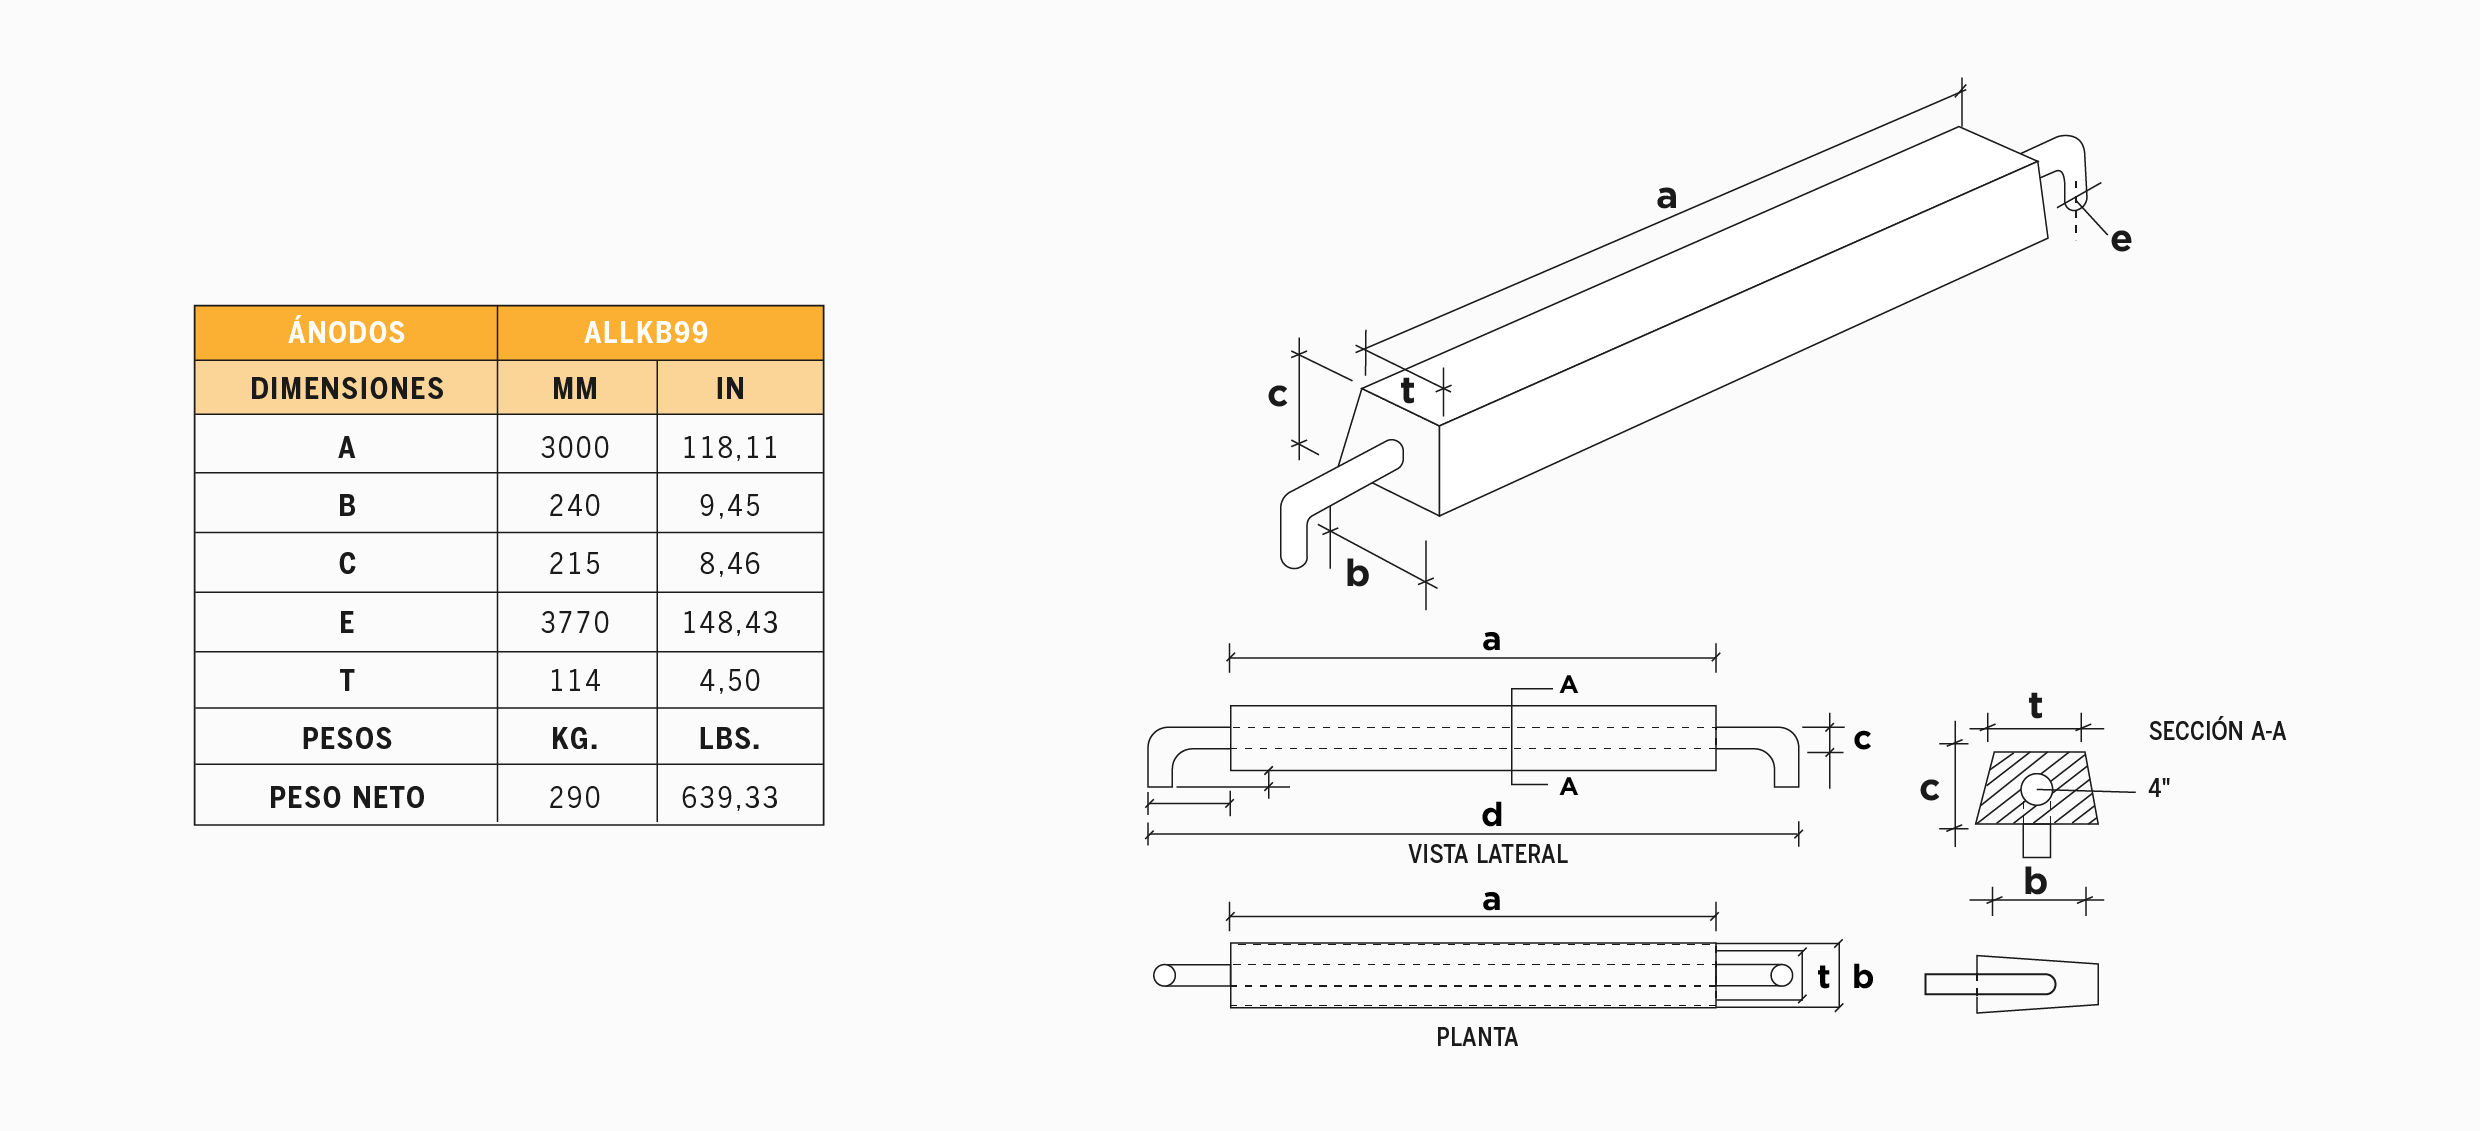 ÁNODOS ALLKB99
DIMENSIONES MM IN
A 3000 118,11
B 240 9,45
C 215 8,46
E 3770 148,43
T 114 4,50
PESOS KG. LBS.
PESO NETO 290 639,33
a
e
c
t
b
a
A
c
A
d
VISTA LATERAL
t
SECCIÓN A-A
c
4"
b
a
t b
PLANTA